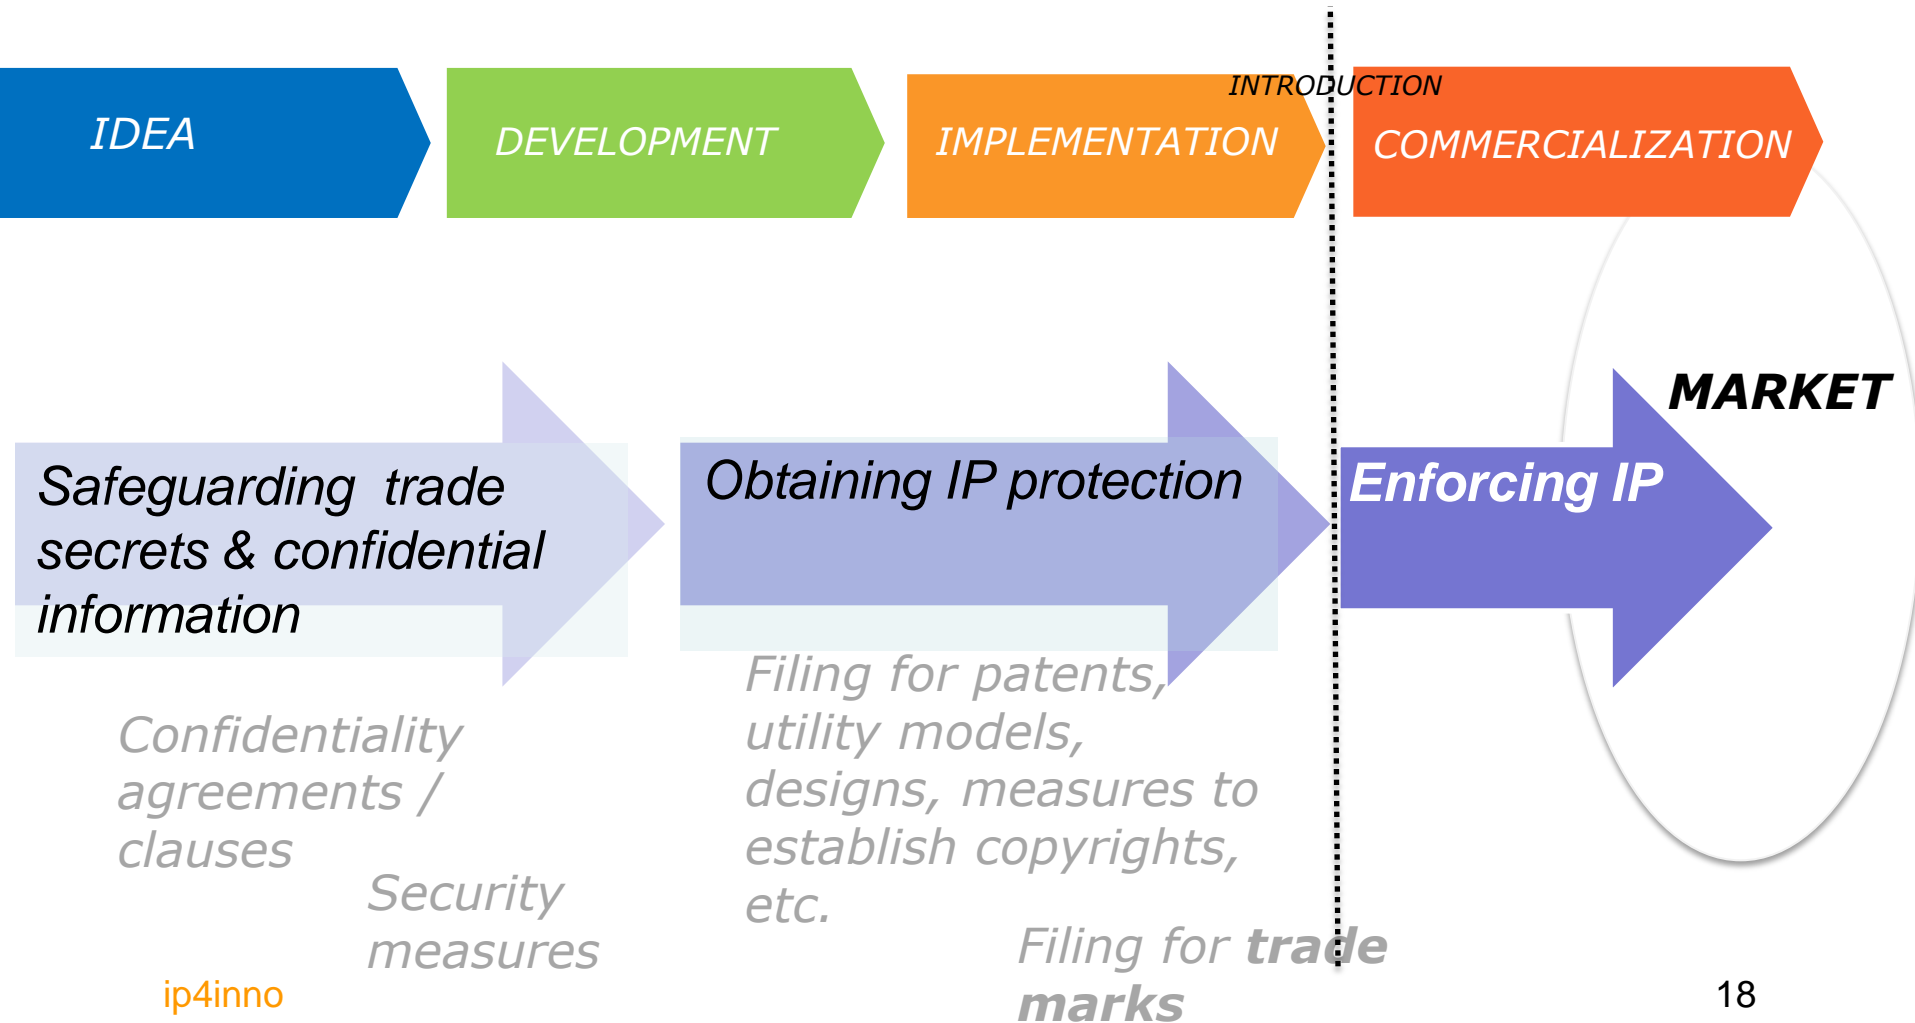 IDEA
DEVELOPMENT
IMPLEMENTATION
INTRODUCTION
COMMERCIALIZATION
MARKET
Safeguarding trade
secrets & confidential
information
Obtaining IP protection
Enforcing IP
Confidentiality
agreements /
clauses
Security
measures
Filing for patents,
utility models,
designs, measures to
establish copyrights,
etc.
Filing for trade
marks
ip4inno
18